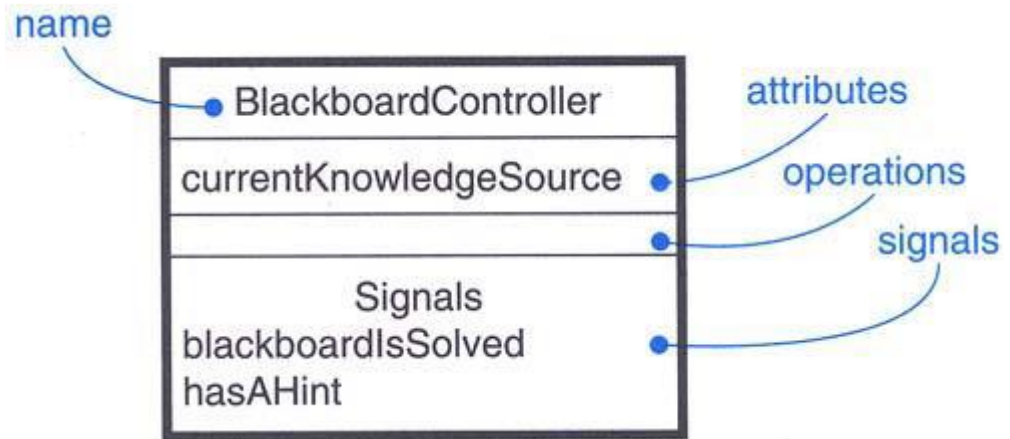 name
BlackboardController
attributes
currentKnowledgeSource
operations
signals
Signals
blackboardIsSolved
hasAHint